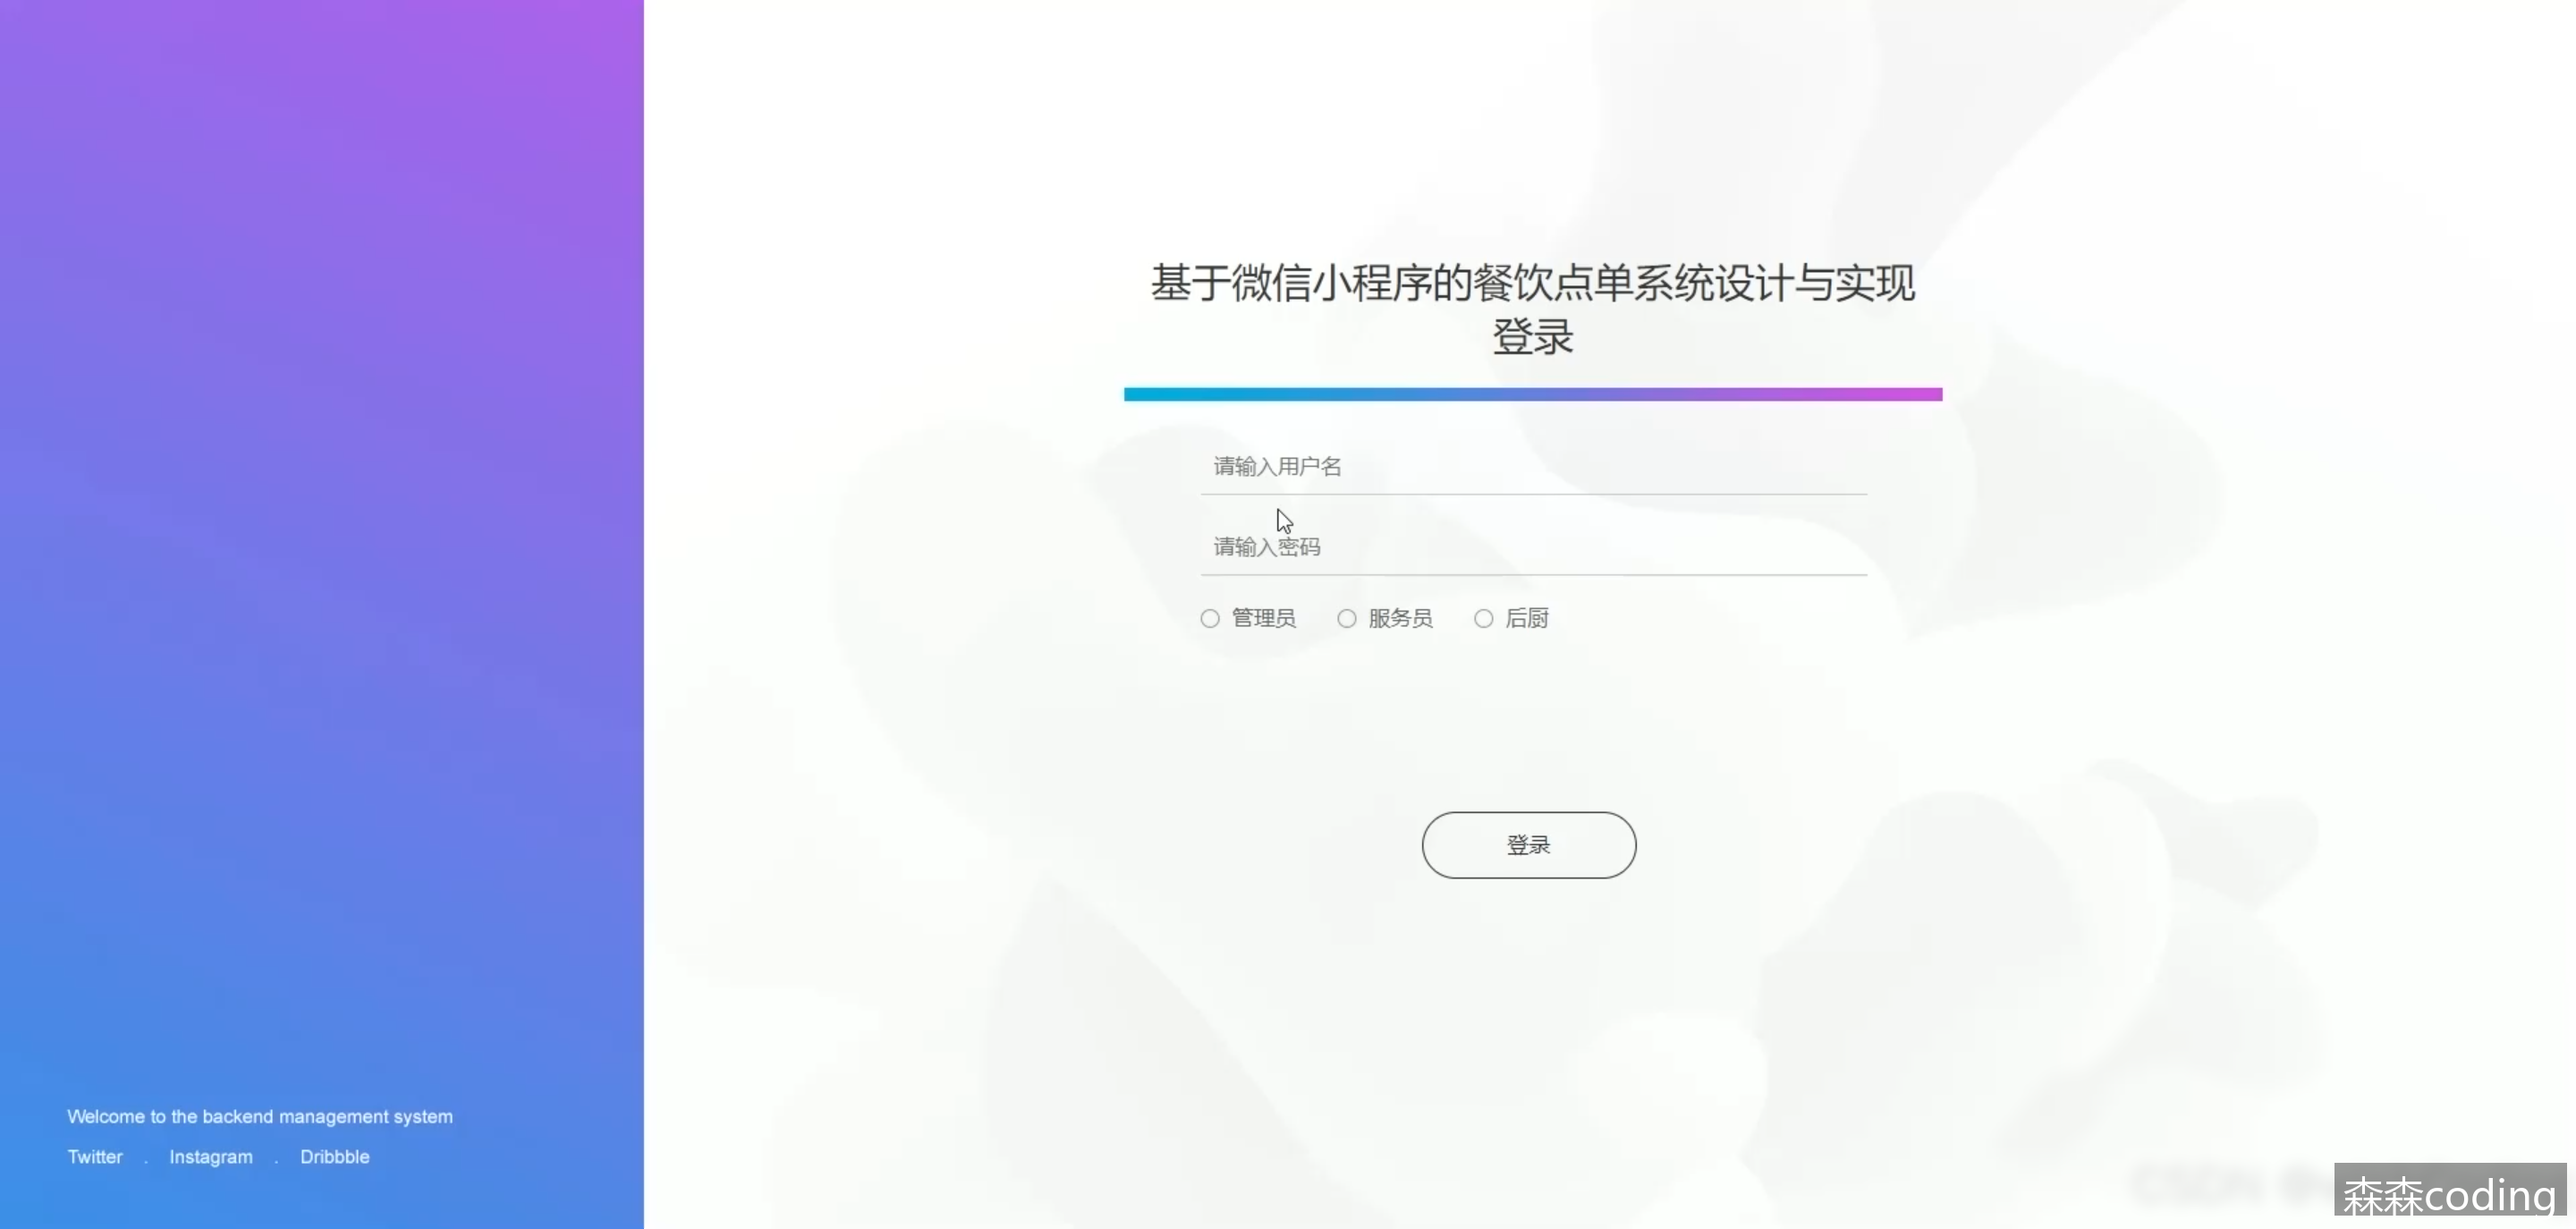 基于微信小程序的餐饮点单系统设计与实现
登录
请输入用户名
请输入密码
管理员 服务员 后厨
登录
Welcome to the backend management system
Twitter . Instagram . Dribbble
森森coding